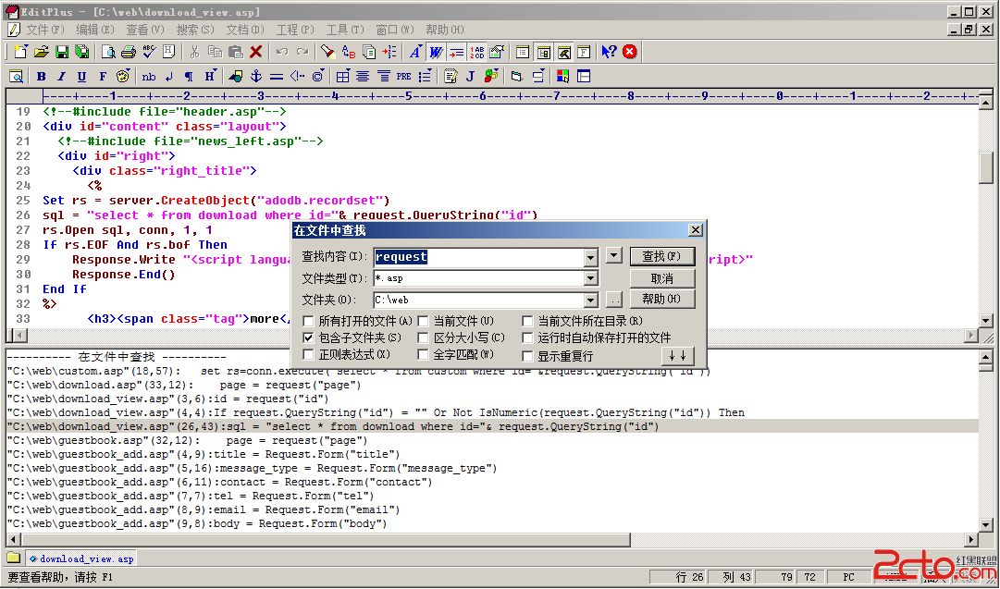 EditPlus - [C:\web\download_view.asp]
文件(F) 编辑(E) 查看(V) 搜索(S) 文档(D) 工程(P) 工具(T) 窗口(W) 帮助(H)
B I U F nb H PRE J
----+----1----+----2----+----3----+----4----+----5----+----6----+----7----+----8----+----9----+----0----+----1----+----2--
19 <!--#include file="header.asp"-->
20 <div id="content" class="layout">
21 <!--#include file="news_left.asp"-->
22 <div id="right">
23 <div class="right_title">
24 <%
25 Set rs = server.CreateObject("adodb.recordset")
26 sql = "select * from download where id="& request.QueryString("id")
27 rs.Open sql, conn, 1, 1
28 If rs.EOF And rs.bof Then
29 Response.Write "<script langu ript>"
30 Response.End()
31 End If
32 %>
33 <h3><span class="tag">more</
在文件中查找
查找内容(I): request 查找(F)
文件类型(T): *.asp 取消
文件夹(O): C:\web .. 帮助(H)
所有打开的文件(A) 当前文件(U) 当前文件所在目录(R)
包含子文件夹(S) 区分大小写(C) 运行时自动保存打开的文件
正则表达式(X) 全字匹配(W) 显示重复行 ↓↓
---------- 在文件中查找 ----------
"C:\web\custom.asp"(18,57): set rs=conn.execute("select * from custom where id="&request.QueryString("id"))
"C:\web\download.asp"(33,12): page = request("page")
"C:\web\download_view.asp"(3,6):id = request("id")
"C:\web\download_view.asp"(4,4):If request.QueryString("id") = "" Or Not IsNumeric(request.QueryString("id")) Then
"C:\web\download_view.asp"(26,43):sql = "select * from download where id="& request.QueryString("id")
"C:\web\guestbook.asp"(32,12): page = request("page")
"C:\web\guestbook_add.asp"(4,9):title = Request.Form("title")
"C:\web\guestbook_add.asp"(5,16):message_type = Request.Form("message_type")
"C:\web\guestbook_add.asp"(6,11):contact = Request.Form("contact")
"C:\web\guestbook_add.asp"(7,7):tel = Request.Form("tel")
"C:\web\guestbook_add.asp"(8,9):email = Request.Form("email")
"C:\web\guestbook_add.asp"(9,8):body = Request.Form("body")
download_view.asp
要查看帮助，请按 F1 行 26 列 43 79 72 PC
2cto.com 红黑联盟